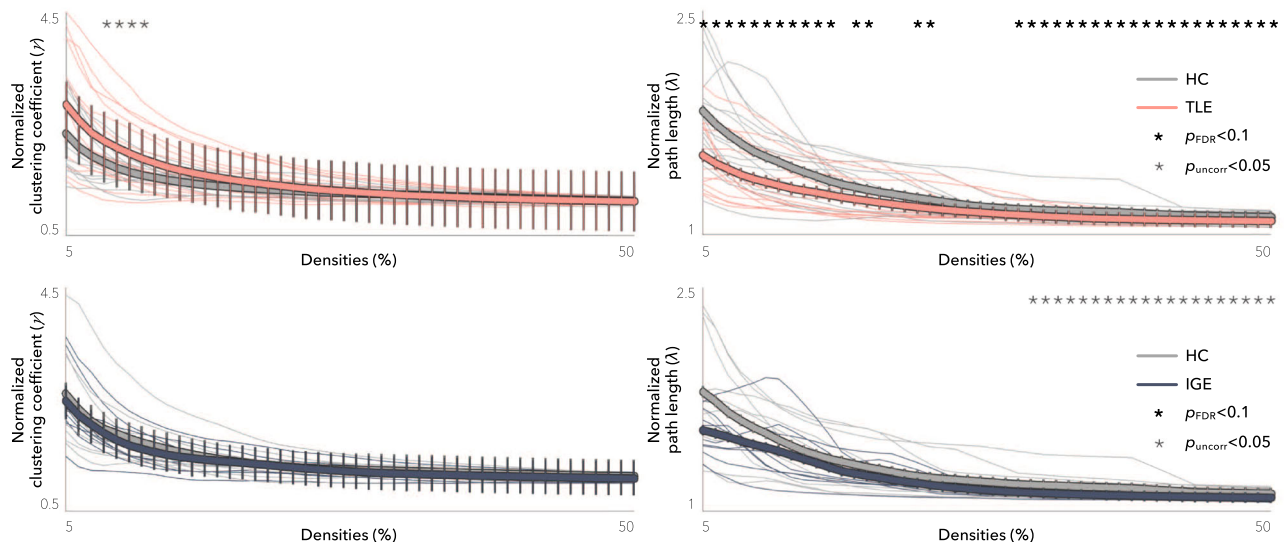 4.5
****
Normalized
clustering coefficient (γ)
0.5
5
50
Densities (%)
2.5
*********** ** ** **********************
Normalized
path length (λ)
HC
TLE
* pFDR<0.1
* puncorr<0.05
1
5
50
Densities (%)
4.5
Normalized
clustering coefficient (γ)
0.5
5
50
Densities (%)
2.5
********************
Normalized
path length (λ)
HC
IGE
* pFDR<0.1
* puncorr<0.05
1
5
50
Densities (%)